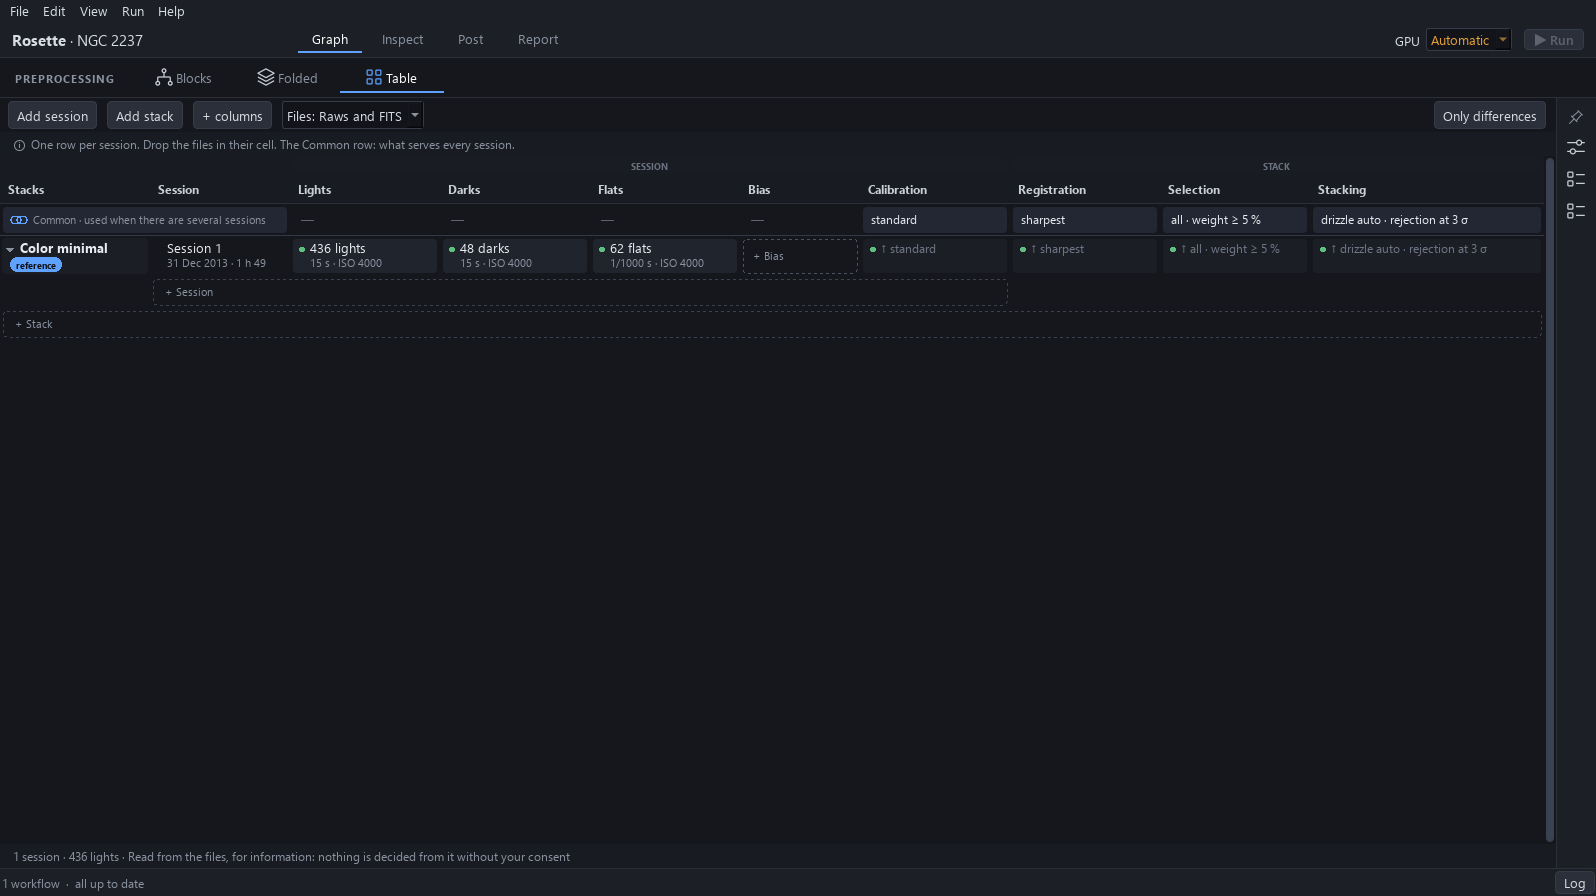 File Edit View Run Help
Rosette · NGC 2237 Graph Inspect Post Report GPU Automatic Run
PREPROCESSING Blocks Folded Table
Add session Add stack + columns Files: Raws and FITS Only differences
One row per session. Drop the files in their cell. The Common row: what serves every session.
SESSION STACK
Stacks Session Lights Darks Flats Bias Calibration Registration Selection Stacking
Common · used when there are several sessions — — — — standard sharpest all · weight ≥ 5 % drizzle auto · rejection at 3 σ
Color minimal Session 1 436 lights 48 darks 62 flats + Bias ↑ standard ↑ sharpest ↑ all · weight ≥ 5 % ↑ drizzle auto · rejection at 3 σ
reference 31 Dec 2013 · 1 h 49 15 s · ISO 4000 15 s · ISO 4000 1/1000 s · ISO 4000
+ Session
+ Stack
1 session · 436 lights · Read from the files, for information: nothing is decided from it without your consent
1 workflow · all up to date Log